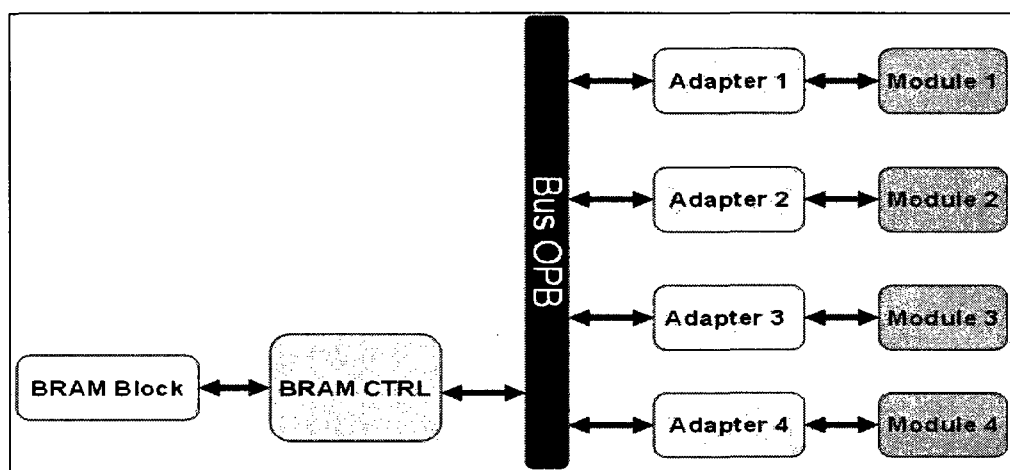 Adapter 1
Module 1
Adapter 2
Module 2
Bus OPB
Adapter 3
Module 3
BRAM Block
BRAM CTRL
Adapter 4
Module 4